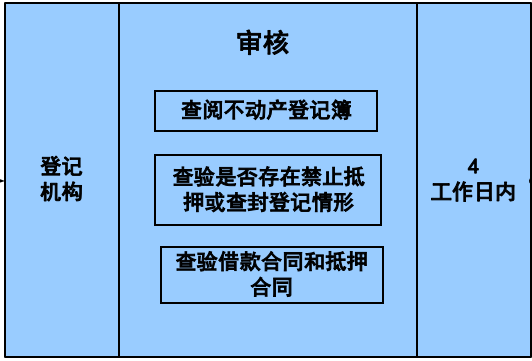 审核
查阅不动产登记簿
登记
机构
查验是否存在禁止抵
押或查封登记情形
4
工作日内
查验借款合同和抵押
合同